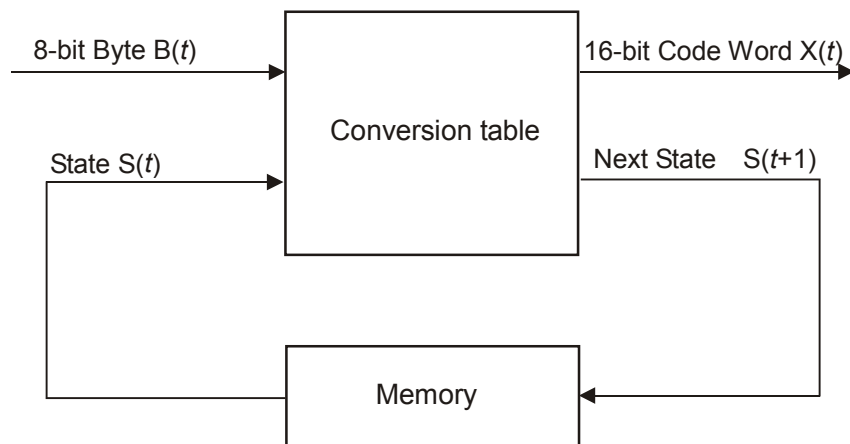 8-bit Byte B(t)
16-bit Code Word X(t)
Conversion table
State S(t)
Next State S(t+1)
Memory